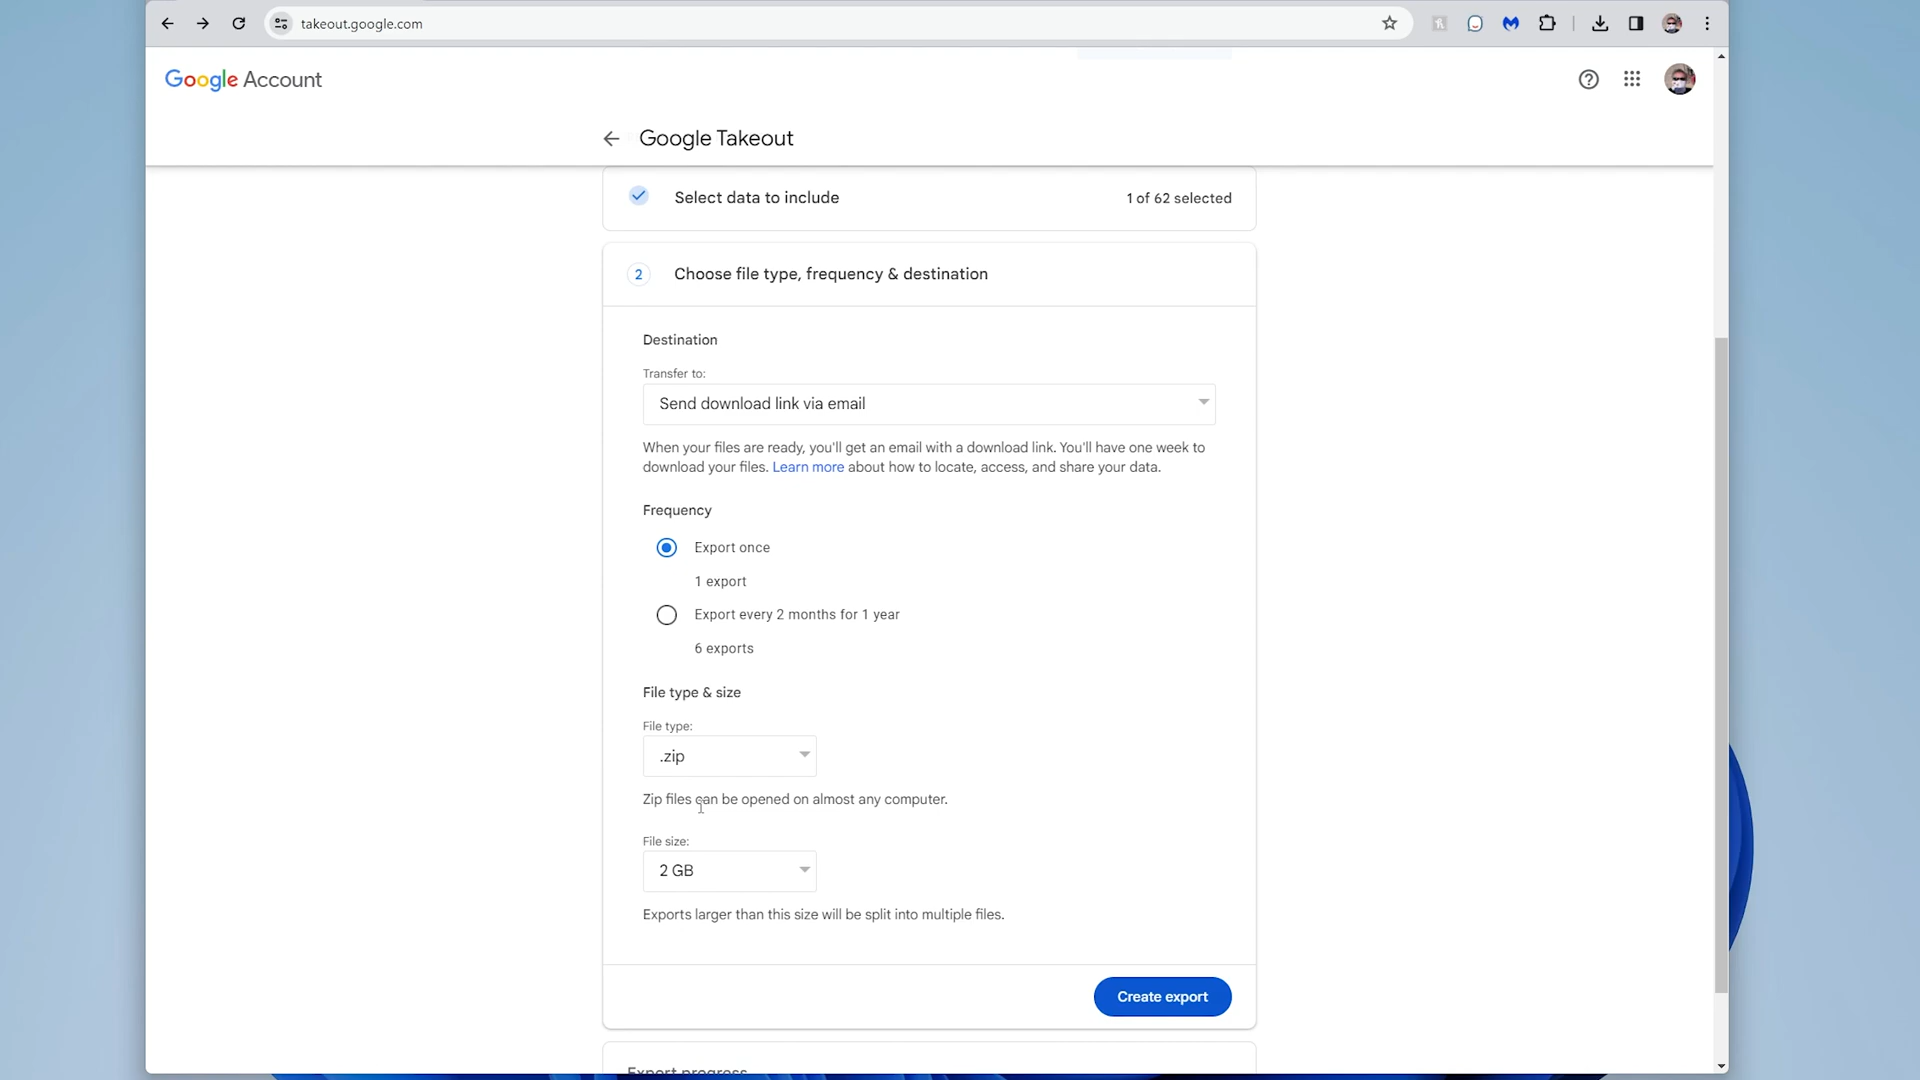 takeout.google.com
Google Account
Google Takeout
Select data to include
1 of 62 selected
2
Choose file type, frequency & destination
Destination
Transfer to:
Send download link via email
When your files are ready, you'll get an email with a download link. You'll have one week to
download your files. Learn more about how to locate, access, and share your data.
Frequency
Export once
1 export
Export every 2 months for 1 year
6 exports
File type & size
File type:
.zip
Zip files can be opened on almost any computer.
File size:
2 GB
Exports larger than this size will be split into multiple files.
Create export
Export progress